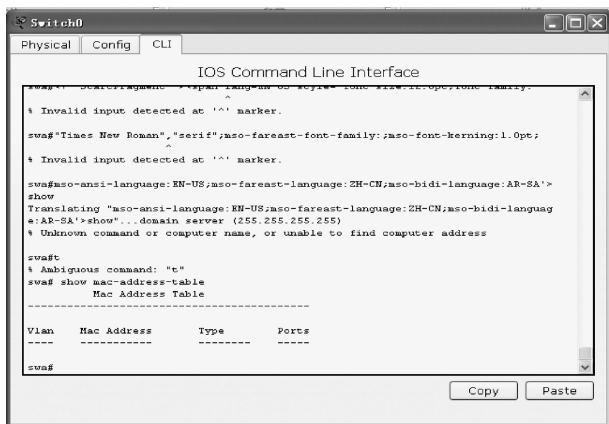 Switch0
Physical Config CLI
IOS Command Line Interface
^
% Invalid input detected at '^' marker.
swa#"Times New Roman","serif";mso-fareast-font-family:;mso-font-kerning:1.0pt;
^
% Invalid input detected at '^' marker.
swa#mso-ansi-language:EN-US;mso-fareast-language:ZH-CN;mso-bidi-language:AR-SA'>
show
Translating "mso-ansi-language:EN-US;mso-fareast-language:ZH-CN;mso-bidi-languag
e:AR-SA'>show"...domain server (255.255.255.255)
% Unknown command or computer name, or unable to find computer address
swa#t
% Ambiguous command: "t"
swa# show mac-address-table
Mac Address Table
-------------------------------------------
Vlan Mac Address Type Ports
---- ----------- -------- -----
swa#
Copy Paste